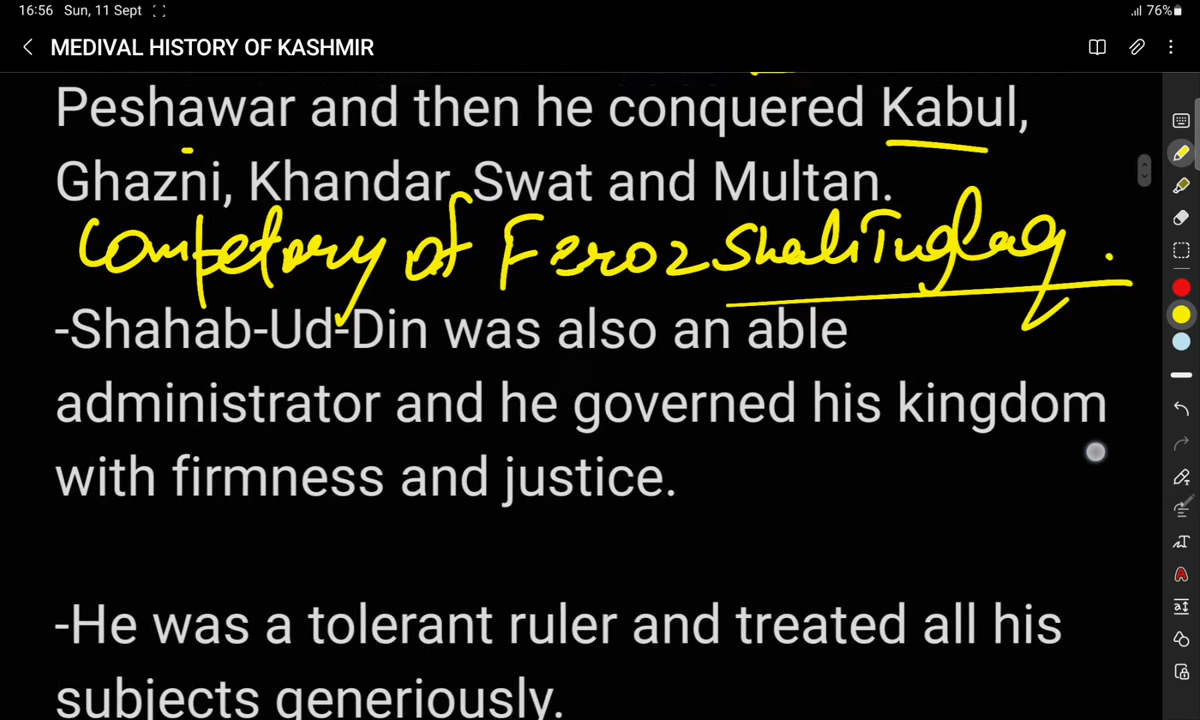 16:56 Sun, 11 Sept 76%
MEDIVAL HISTORY OF KASHMIR
Peshawar and then he conquered Kabul,
Ghazni, Khandar, Swat and Multan.
Competory of Feroz Shah Tuglaq.
-Shahab-Ud-Din was also an able
administrator and he governed his kingdom
with firmness and justice.
-He was a tolerant ruler and treated all his
subjects generiously.